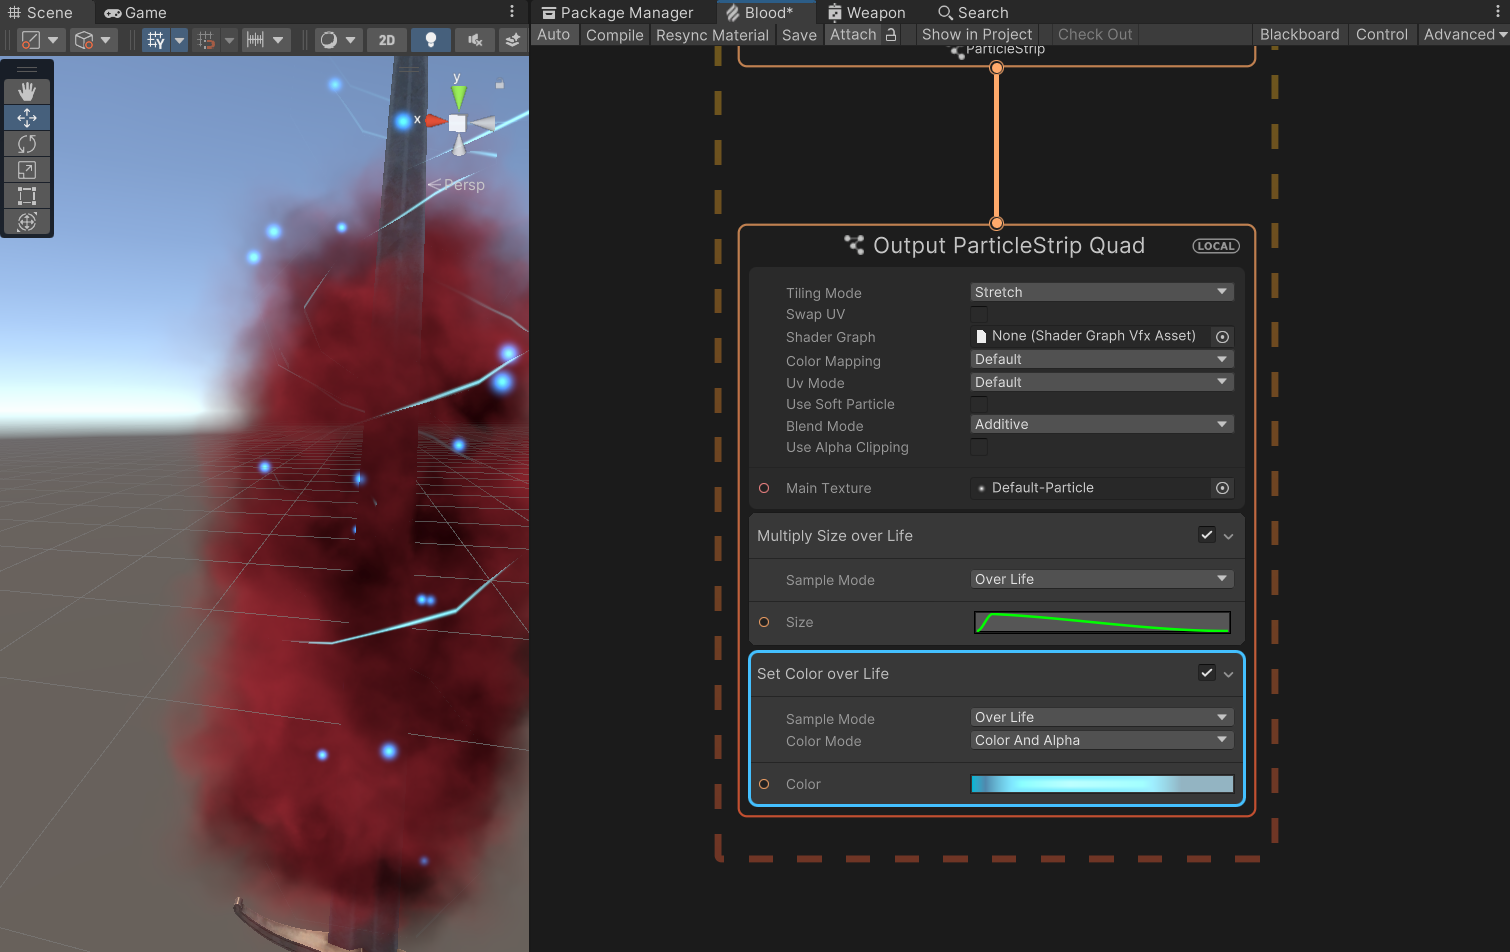 Scene
Game
Package Manager
Blood*
Weapon
Search
2D
Auto
Compile
Resync Material
Save
Attach
Show in Project
Check Out
Blackboard
Control
Advanced
y
x
Persp
ParticleStrip
Output ParticleStrip Quad
LOCAL
Tiling Mode
Stretch
Swap UV
Shader Graph
None (Shader Graph Vfx Asset)
Color Mapping
Default
Uv Mode
Default
Use Soft Particle
Blend Mode
Additive
Use Alpha Clipping
Main Texture
Default-Particle
Multiply Size over Life
Sample Mode
Over Life
Size
Set Color over Life
Sample Mode
Over Life
Color Mode
Color And Alpha
Color